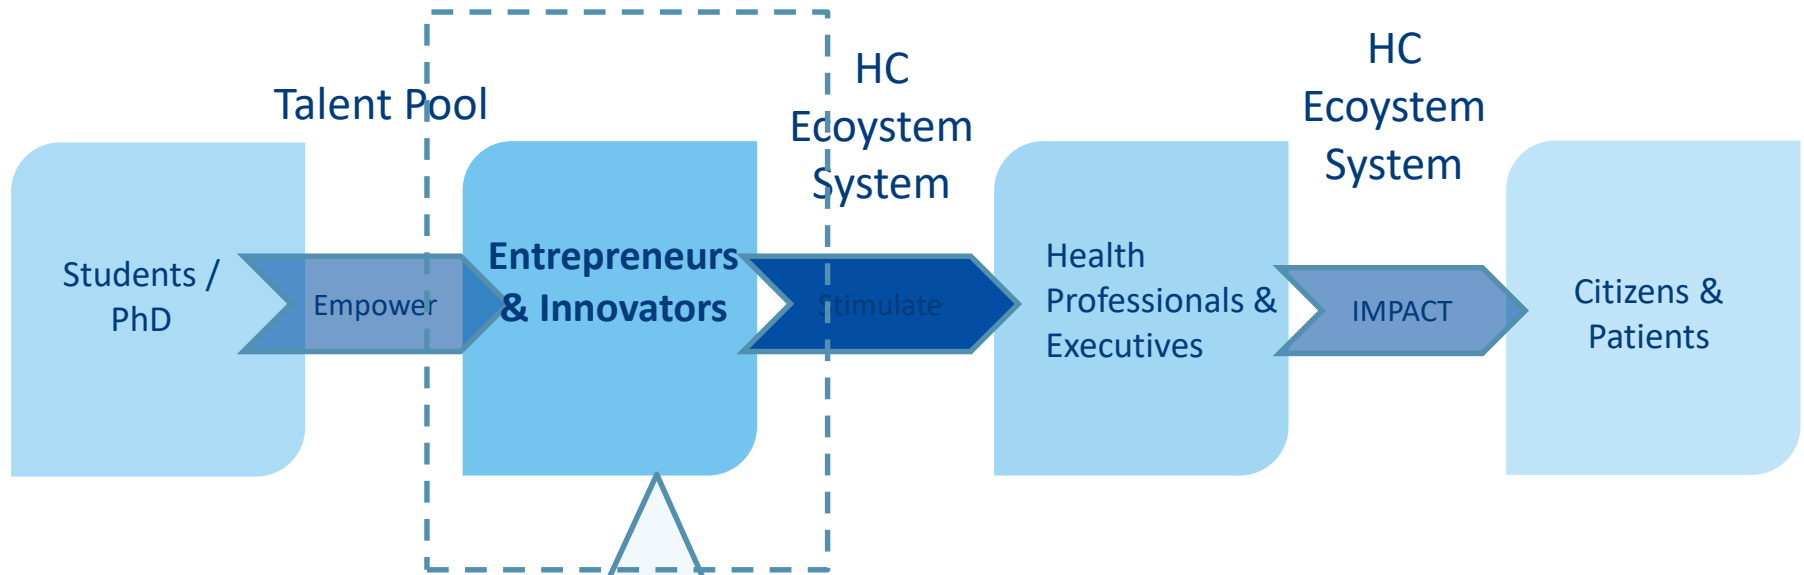 Talent Pool
HC
Ecoystem
System
HC
Ecoystem
System
Students /
PhD
Empower
Entrepreneurs
& Innovators
Stimulate
Health
Professionals &
Executives
IMPACT
Citizens &
Patients